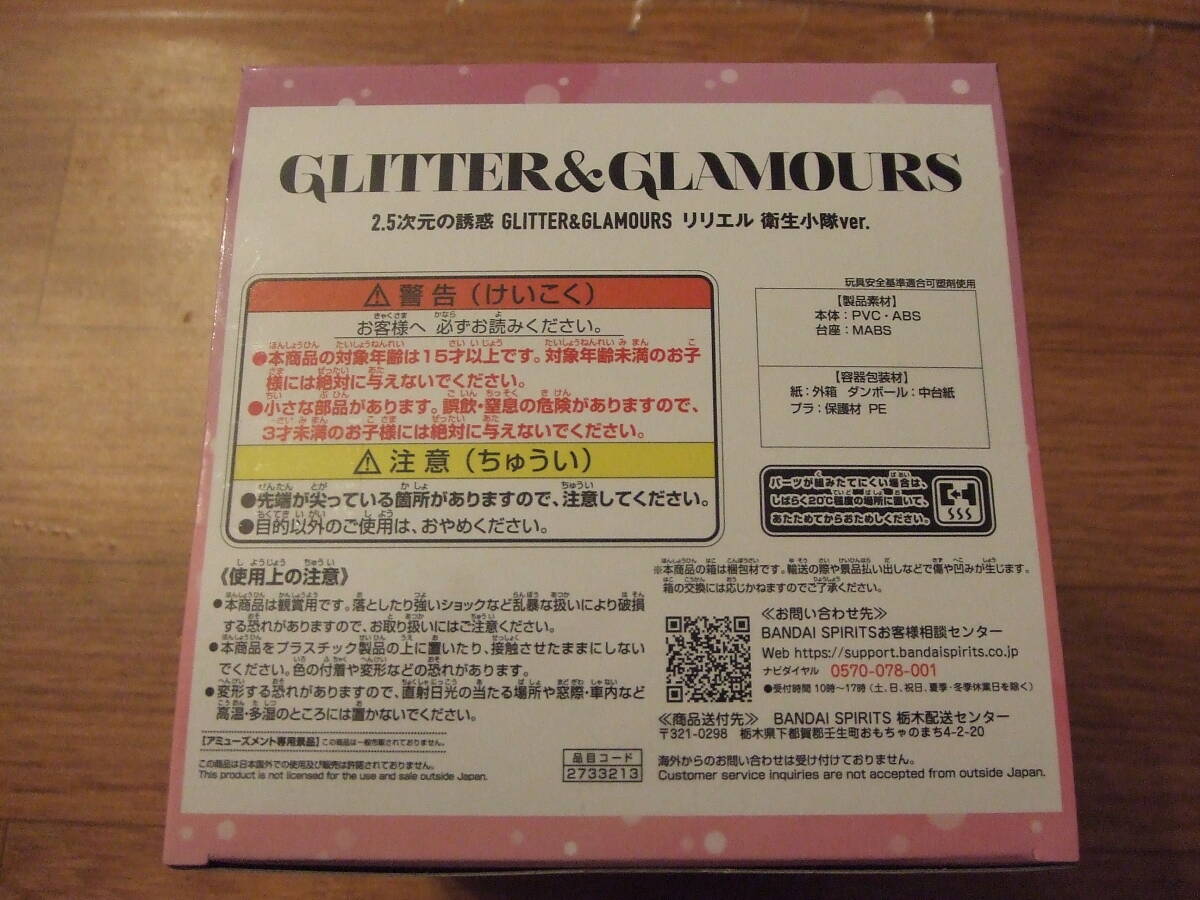 GLITTER&GLAMOURS
2.5次元の誘惑 GLITTER&GLAMOURS リリエル 衛生小隊ver.
⚠警告（けいこく）
お客様へ 必ずお読みください。
●本商品の対象年齢は15才以上です。対象年齢未満のお子
様には絶対に与えないでください。
●小さな部品があります。誤飲・窒息の危険がありますので、
3才未満のお子様には絶対に与えないでください。
⚠注意（ちゅうい）
●先端が尖っている箇所がありますので、注意してください。
●目的以外のご使用は、おやめください。
玩具安全基準適合可塑剤使用
【製品素材】
本体：PVC・ABS
台座：MABS
【容器包装材】
紙：外箱 ダンボール：中台紙
プラ：保護材 PE
パーツが組みたてにくい場合は、
しばらく20℃程度の場所に置いて、
あたためてからおためしください。
《使用上の注意》
●本商品は観賞用です。落としたり強いショックなど乱暴な扱いにより破損
する恐れがありますので、お取り扱いにはご注意ください。
●本商品をプラスチック製品の上に置いたり、接触させたままにしない
でください。色の付着や変形などの恐れがあります。
●変形する恐れがありますので、直射日光の当たる場所や窓際・車内など
高温・多湿のところには置かないでください。
【アミューズメント専用景品】この商品は一般市販されておりません。
この商品は日本国外での使用及び販売は許諾されておりません。
This product is not licensed for the use and sale outside Japan.
品目コード
2733213
※本商品の箱は梱包材です。輸送の際や景品払い出しなどで傷や凹みが生じます。
箱の交換には応じかねますのでご了承ください。
≪お問い合わせ先≫
BANDAI SPIRITSお客様相談センター
Web https://support.bandaispirits.co.jp
ナビダイヤル 0570-078-001
●受付時間 10時〜17時（土、日、祝日、夏季・冬季休業日を除く）
≪商品送付先≫ BANDAI SPIRITS 栃木配送センター
〒321-0298 栃木県下都賀郡壬生町おもちゃのまち4-2-20
海外からのお問い合わせは受け付けておりません。
Customer service inquiries are not accepted from outside Japan.